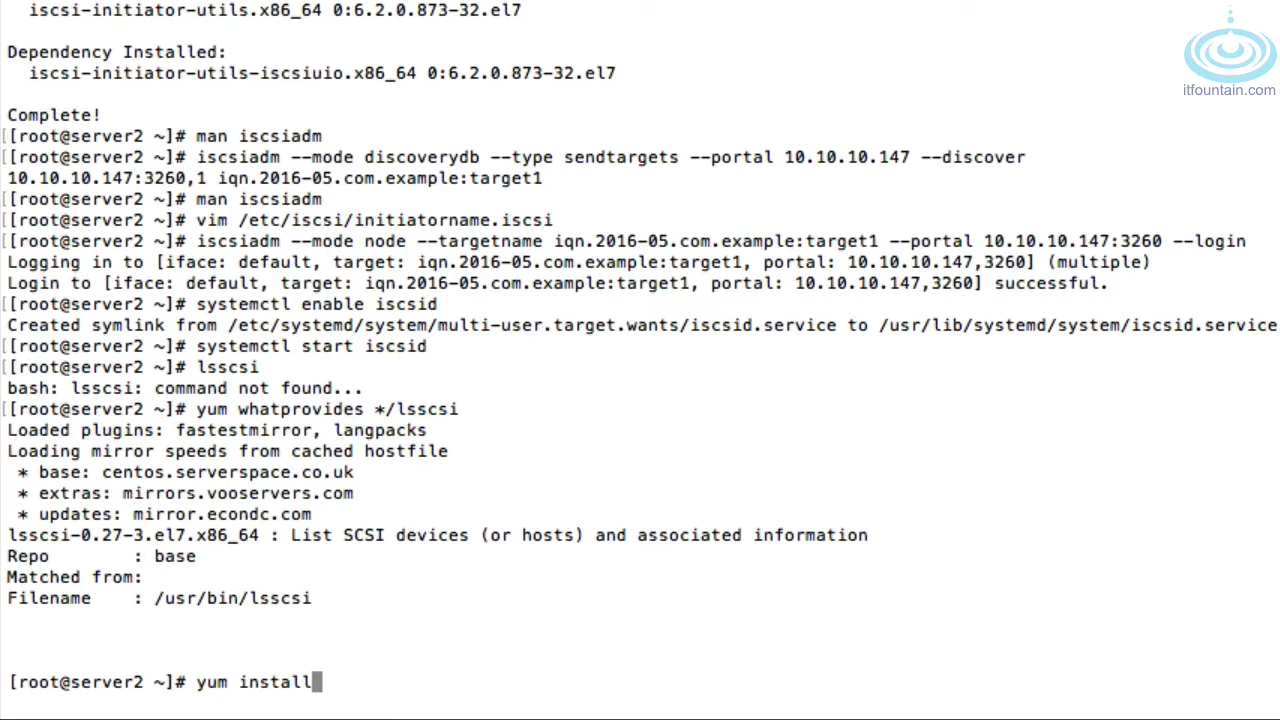 iscsi-initiator-utils.x86_64 0:6.2.0.873-32.el7
itfountain.com
Dependency Installed:
iscsi-initiator-utils-iscsiuio.x86_64 0:6.2.0.873-32.el7
Complete!
[[root@server2 ~]# man iscsiadm
[[root@server2 ~]# iscsiadm --mode discoverydb --type sendtargets --portal 10.10.10.147 --discover
10.10.10.147:3260,1 iqn.2016-05.com.example:target1
[[root@server2 ~]# man iscsiadm
[[root@server2 ~]# vim /etc/iscsi/initiatorname.iscsi
[[root@server2 ~]# iscsiadm --mode node --targetname iqn.2016-05.com.example:target1 --portal 10.10.10.147:3260 --login
Logging in to [iface: default, target: iqn.2016-05.com.example:target1, portal: 10.10.10.147,3260] (multiple)
Login to [iface: default, target: iqn.2016-05.com.example:target1, portal: 10.10.10.147,3260] successful.
[[root@server2 ~]# systemctl enable iscsid
Created symlink from /etc/systemd/system/multi-user.target.wants/iscsid.service to /usr/lib/systemd/system/iscsid.service
[[root@server2 ~]# systemctl start iscsid
[[root@server2 ~]# lsscsi
bash: lsscsi: command not found...
[[root@server2 ~]# yum whatprovides */lsscsi
Loaded plugins: fastestmirror, langpacks
Loading mirror speeds from cached hostfile
* base: centos.serverspace.co.uk
* extras: mirrors.vooservers.com
* updates: mirror.econdc.com
lsscsi-0.27-3.el7.x86_64 : List SCSI devices (or hosts) and associated information
Repo : base
Matched from:
Filename : /usr/bin/lsscsi
[root@server2 ~]# yum install